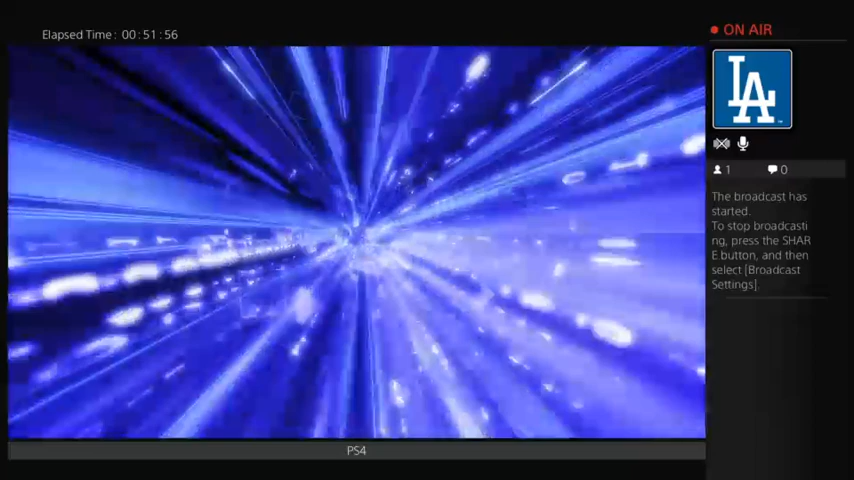 Elapsed Time : 00:51:56
ON AIR
LA
1 0
The broadcast has
started.
To stop broadcasti
ng, press the SHAR
E button, and then
select [Broadcast
Settings].
PS4